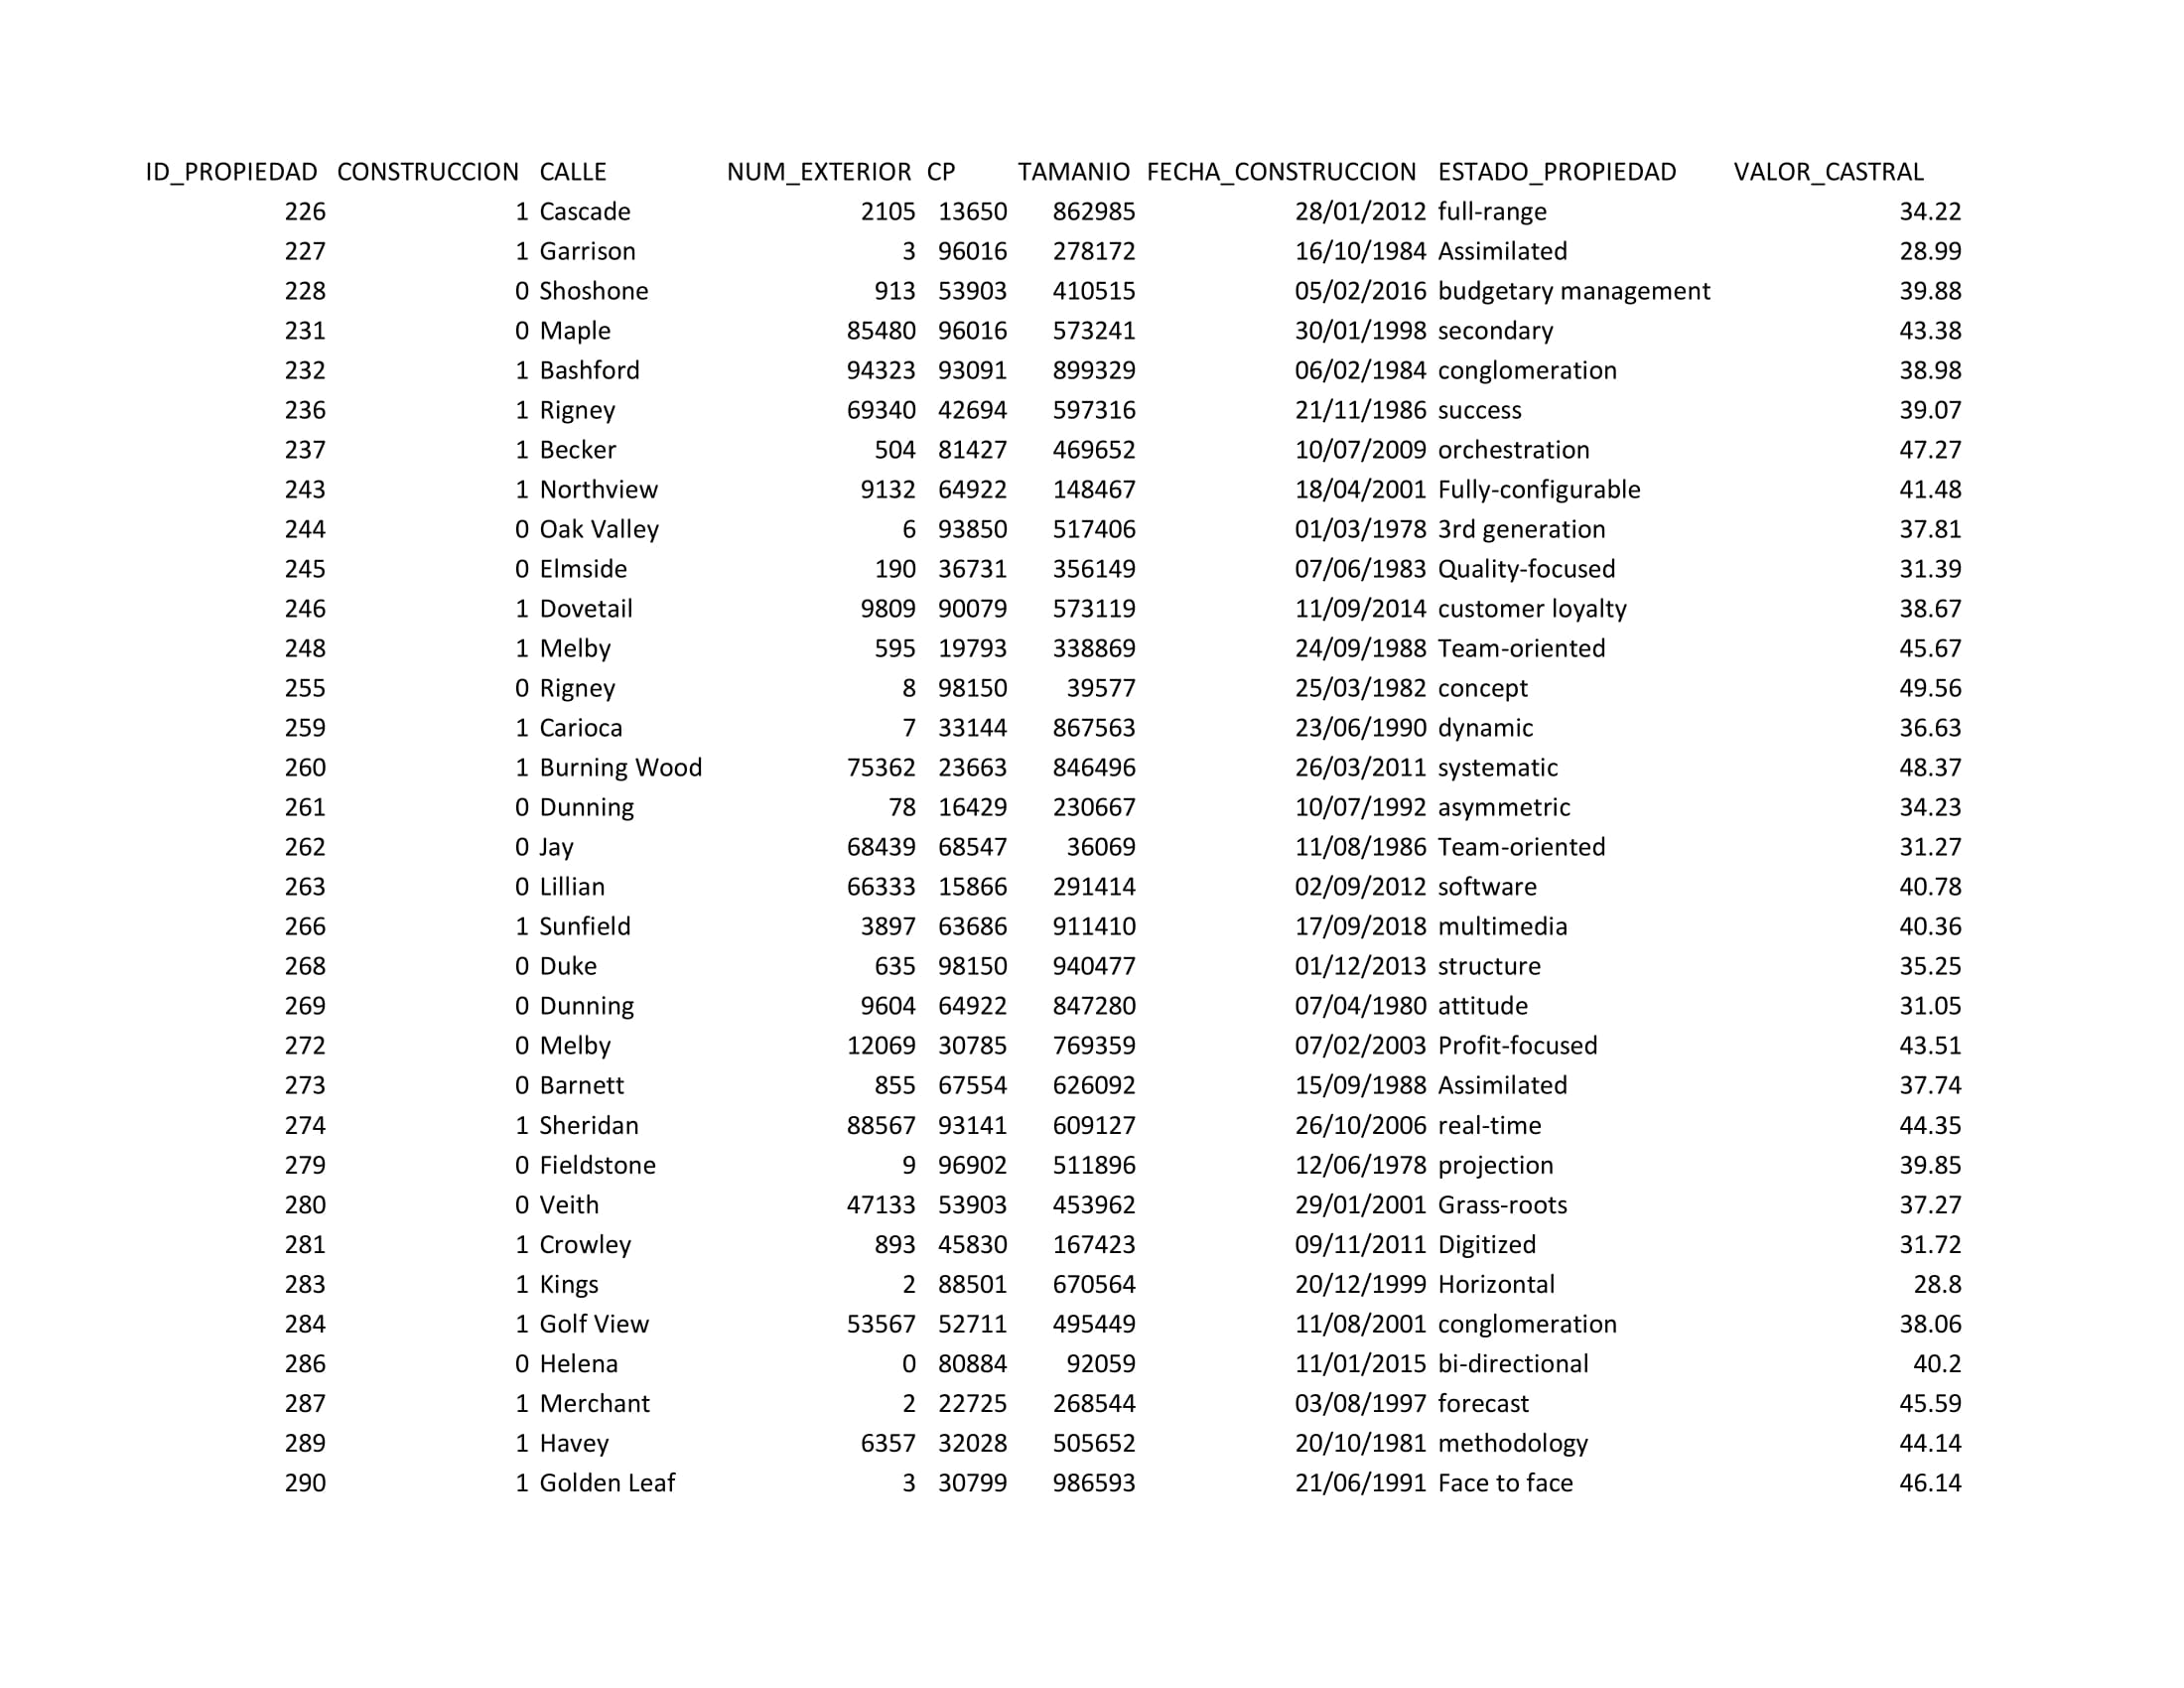 ID_PROPIEDAD CONSTRUCCION CALLE NUM_EXTERIOR CP TAMANIO FECHA_CONSTRUCCION ESTADO_PROPIEDAD VALOR_CASTRAL
226 1 Cascade 2105 13650 862985 28/01/2012 full-range 34.22
227 1 Garrison 3 96016 278172 16/10/1984 Assimilated 28.99
228 0 Shoshone 913 53903 410515 05/02/2016 budgetary management 39.88
231 0 Maple 85480 96016 573241 30/01/1998 secondary 43.38
232 1 Bashford 94323 93091 899329 06/02/1984 conglomeration 38.98
236 1 Rigney 69340 42694 597316 21/11/1986 success 39.07
237 1 Becker 504 81427 469652 10/07/2009 orchestration 47.27
243 1 Northview 9132 64922 148467 18/04/2001 Fully-configurable 41.48
244 0 Oak Valley 6 93850 517406 01/03/1978 3rd generation 37.81
245 0 Elmside 190 36731 356149 07/06/1983 Quality-focused 31.39
246 1 Dovetail 9809 90079 573119 11/09/2014 customer loyalty 38.67
248 1 Melby 595 19793 338869 24/09/1988 Team-oriented 45.67
255 0 Rigney 8 98150 39577 25/03/1982 concept 49.56
259 1 Carioca 7 33144 867563 23/06/1990 dynamic 36.63
260 1 Burning Wood 75362 23663 846496 26/03/2011 systematic 48.37
261 0 Dunning 78 16429 230667 10/07/1992 asymmetric 34.23
262 0 Jay 68439 68547 36069 11/08/1986 Team-oriented 31.27
263 0 Lillian 66333 15866 291414 02/09/2012 software 40.78
266 1 Sunfield 3897 63686 911410 17/09/2018 multimedia 40.36
268 0 Duke 635 98150 940477 01/12/2013 structure 35.25
269 0 Dunning 9604 64922 847280 07/04/1980 attitude 31.05
272 0 Melby 12069 30785 769359 07/02/2003 Profit-focused 43.51
273 0 Barnett 855 67554 626092 15/09/1988 Assimilated 37.74
274 1 Sheridan 88567 93141 609127 26/10/2006 real-time 44.35
279 0 Fieldstone 9 96902 511896 12/06/1978 projection 39.85
280 0 Veith 47133 53903 453962 29/01/2001 Grass-roots 37.27
281 1 Crowley 893 45830 167423 09/11/2011 Digitized 31.72
283 1 Kings 2 88501 670564 20/12/1999 Horizontal 28.8
284 1 Golf View 53567 52711 495449 11/08/2001 conglomeration 38.06
286 0 Helena 0 80884 92059 11/01/2015 bi-directional 40.2
287 1 Merchant 2 22725 268544 03/08/1997 forecast 45.59
289 1 Havey 6357 32028 505652 20/10/1981 methodology 44.14
290 1 Golden Leaf 3 30799 986593 21/06/1991 Face to face 46.14